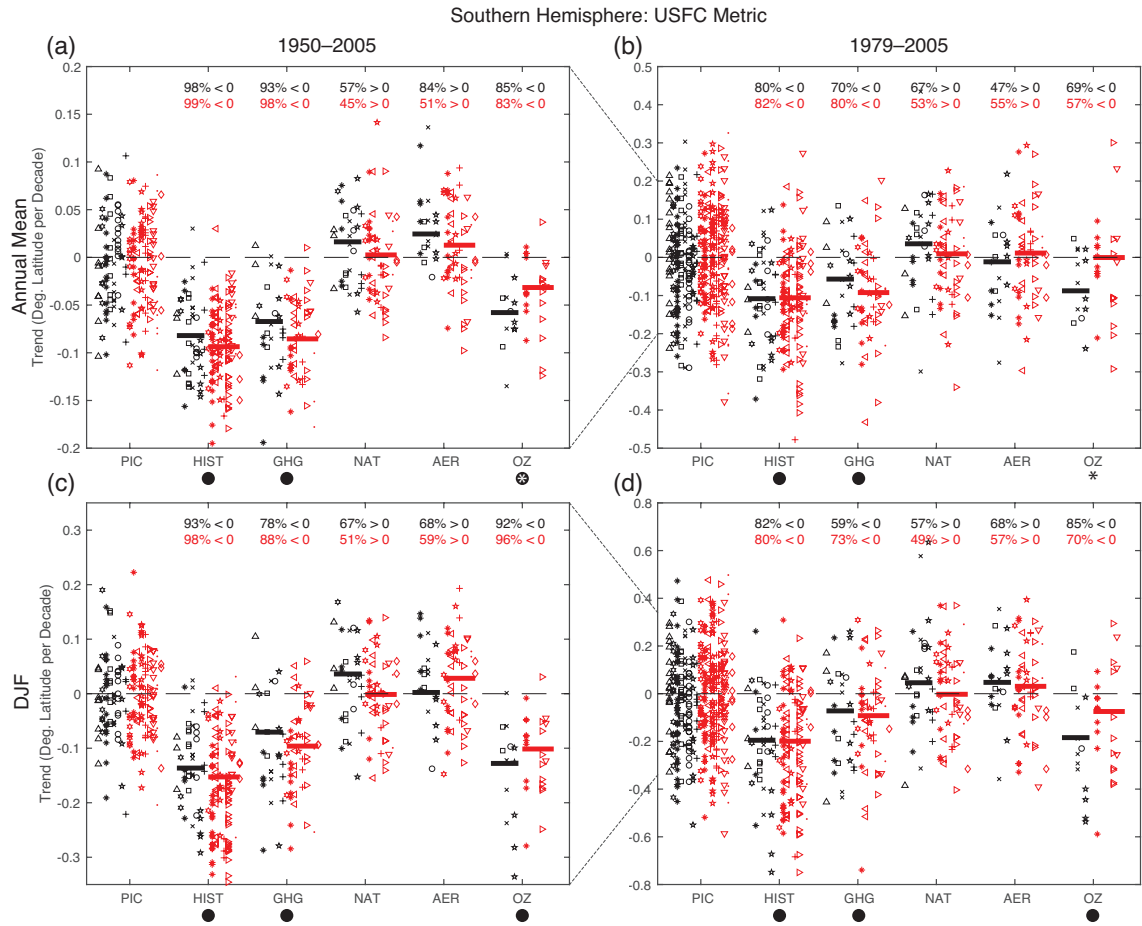 Southern Hemisphere: USFC Metric
1950–2005
1979–2005
(a)
(b)
Annual Mean
Trend (Deg. Latitude per Decade)
0.2
0.15
0.1
0.05
0
-0.05
-0.1
-0.15
-0.2
98% < 0 93% < 0 57% > 0 84% > 0 85% < 0
99% < 0 98% < 0 45% > 0 51% > 0 83% < 0
PIC HIST GHG NAT AER OZ
*
0.5
0.4
0.3
0.2
0.1
0
-0.1
-0.2
-0.3
-0.4
-0.5
80% < 0 70% < 0 67% > 0 47% > 0 69% < 0
82% < 0 80% < 0 53% > 0 55% > 0 57% < 0
PIC HIST GHG NAT AER OZ
*
(c)
(d)
DJF
Trend (Deg. Latitude per Decade)
0.3
0.2
0.1
0
-0.1
-0.2
-0.3
93% < 0 78% < 0 67% > 0 68% > 0 92% < 0
98% < 0 88% < 0 51% > 0 59% > 0 96% < 0
PIC HIST GHG NAT AER OZ
0.8
0.6
0.4
0.2
0
-0.2
-0.4
-0.6
-0.8
82% < 0 59% < 0 57% > 0 68% > 0 85% < 0
80% < 0 73% < 0 49% > 0 57% > 0 70% < 0
PIC HIST GHG NAT AER OZ